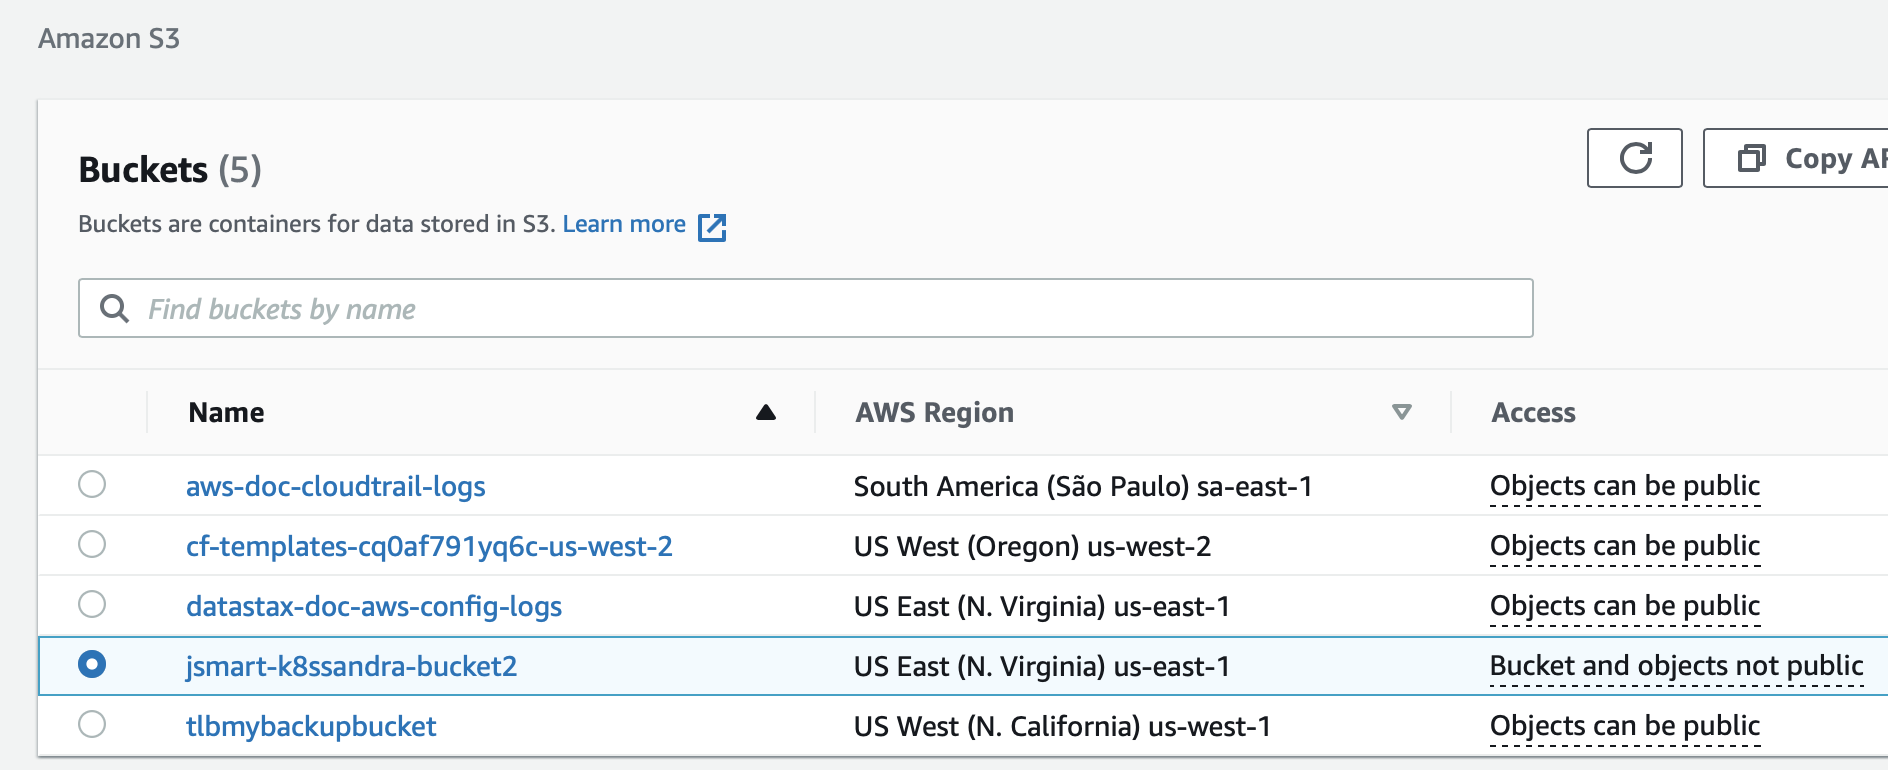 Amazon S3
Buckets (5)
Copy AR
Buckets are containers for data stored in S3. Learn more
Find buckets by name
Name AWS Region Access
aws-doc-cloudtrail-logs South America (São Paulo) sa-east-1 Objects can be public
cf-templates-cq0af791yq6c-us-west-2 US West (Oregon) us-west-2 Objects can be public
datastax-doc-aws-config-logs US East (N. Virginia) us-east-1 Objects can be public
jsmart-k8ssandra-bucket2 US East (N. Virginia) us-east-1 Bucket and objects not public
tlbmybackupbucket US West (N. California) us-west-1 Objects can be public